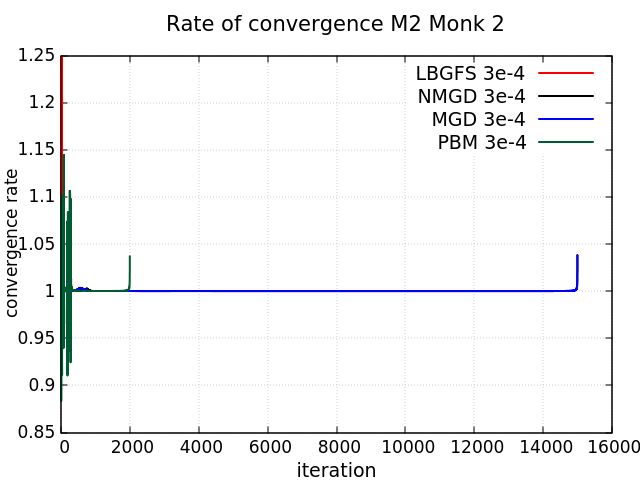 Rate of convergence M2 Monk 2
1.25
1.2
1.15
1.1
1.05
1
0.95
0.9
0.85
convergence rate
LBGFS 3e-4
NMGD 3e-4
MGD 3e-4
PBM 3e-4
0 2000 4000 6000 8000 10000 12000 14000 16000
iteration